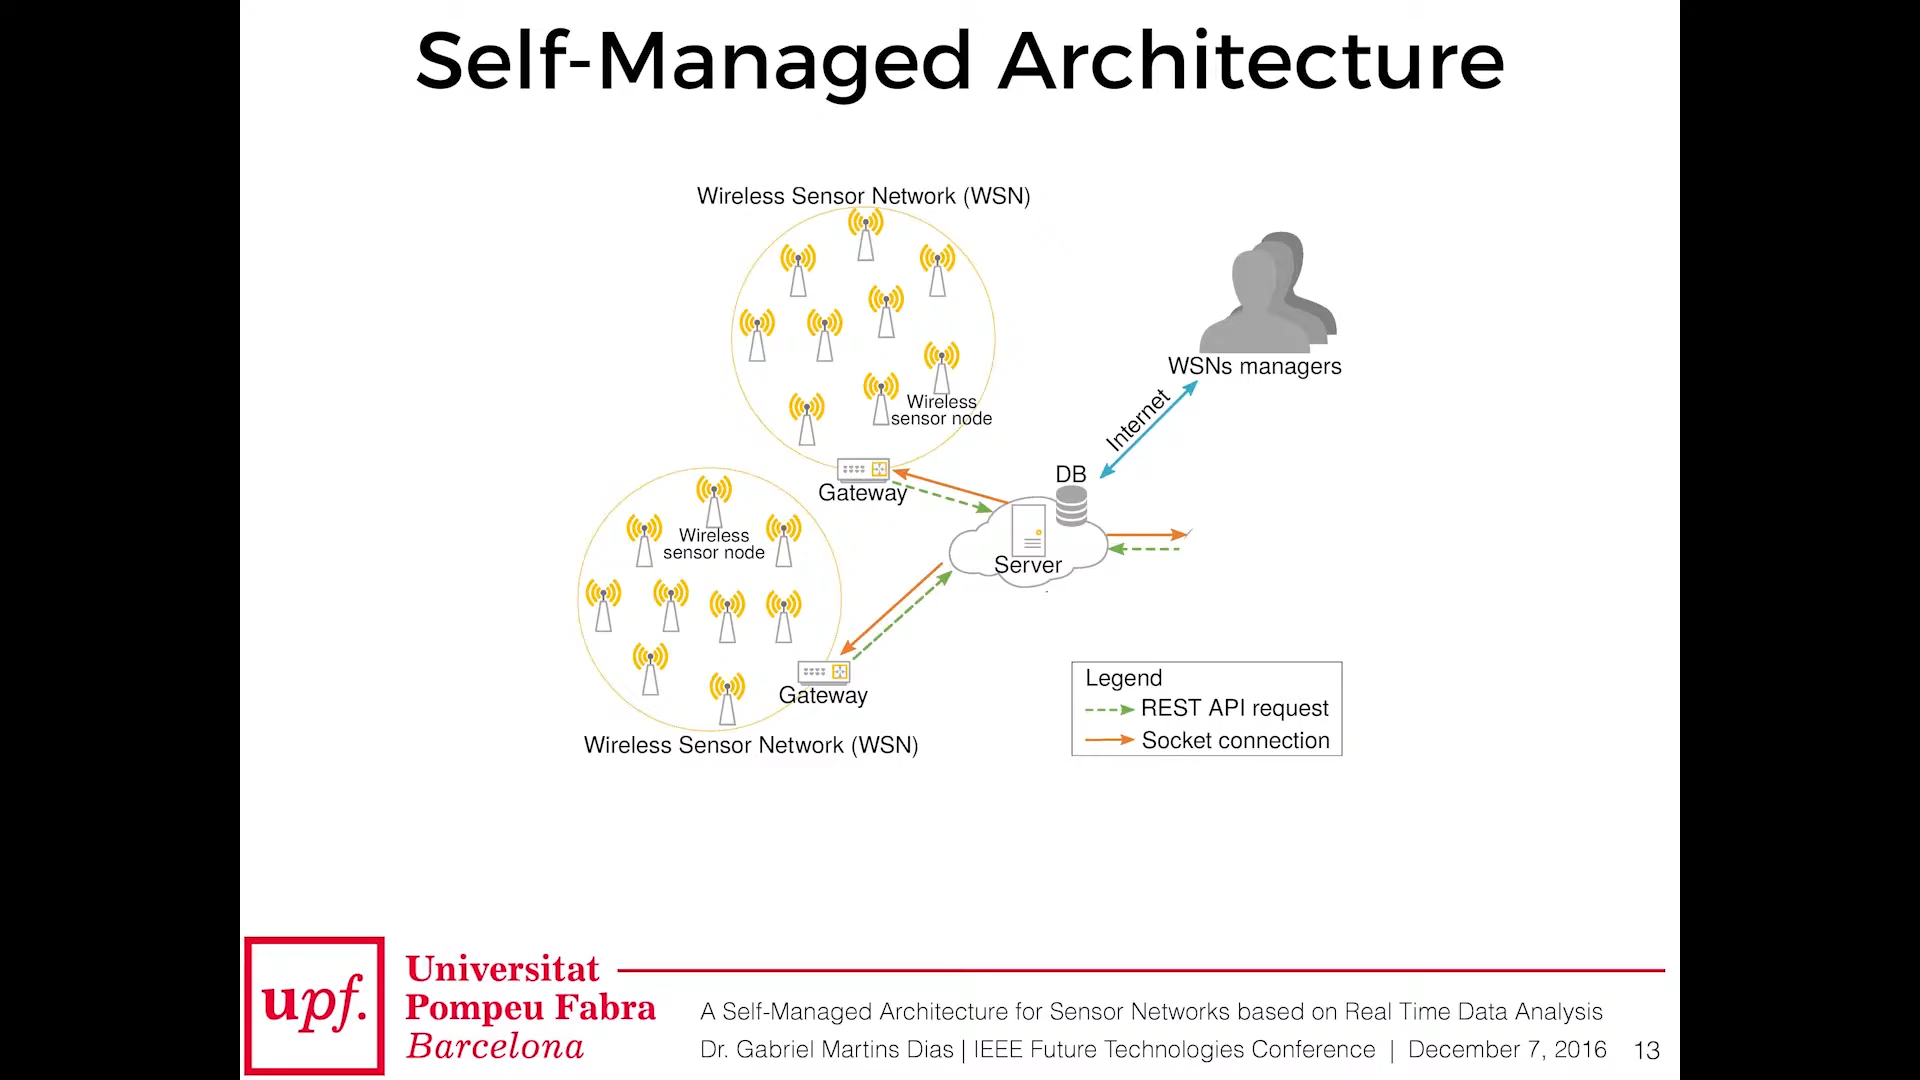 Self-Managed Architecture
Wireless Sensor Network (WSN)
Wireless
sensor node
Gateway
WSNs managers
Internet
DB
Server
Wireless
sensor node
Gateway
Wireless Sensor Network (WSN)
Legend
REST API request
Socket connection
upf.
Universitat
Pompeu Fabra
Barcelona
A Self-Managed Architecture for Sensor Networks based on Real Time Data Analysis
Dr. Gabriel Martins Dias | IEEE Future Technologies Conference | December 7, 2016 13